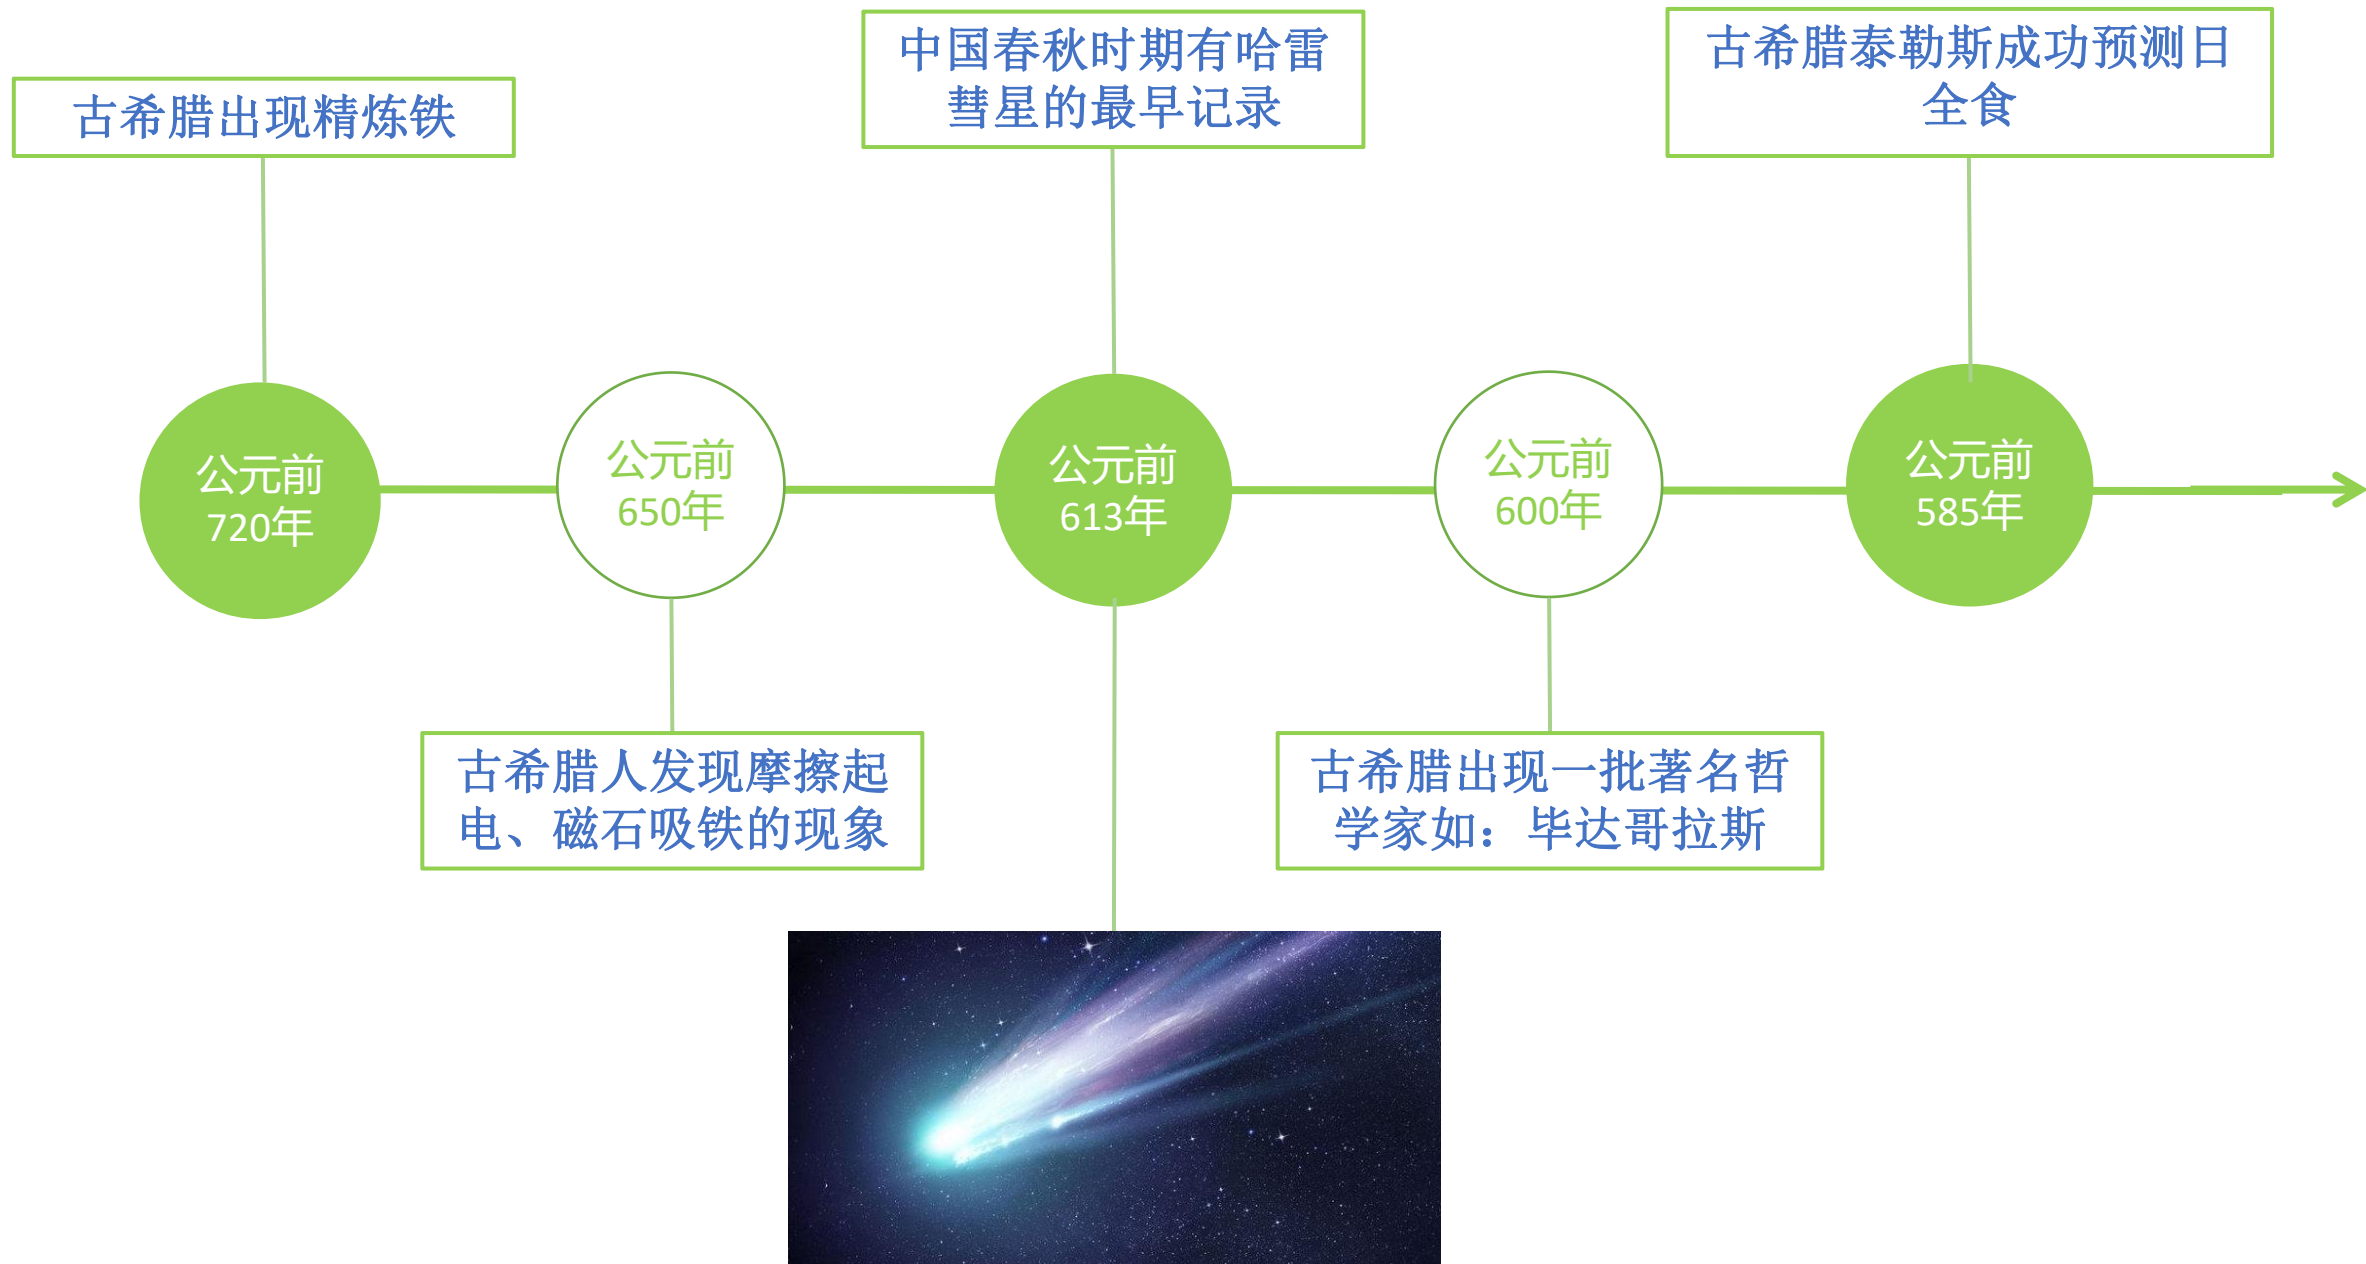 古希腊出现精炼铁
中国春秋时期有哈雷
彗星的最早记录
古希腊泰勒斯成功预测日
全食
公元前
720年
公元前
650年
公元前
613年
公元前
600年
公元前
585年
古希腊人发现摩擦起
电、磁石吸铁的现象
古希腊出现一批著名哲
学家如：毕达哥拉斯